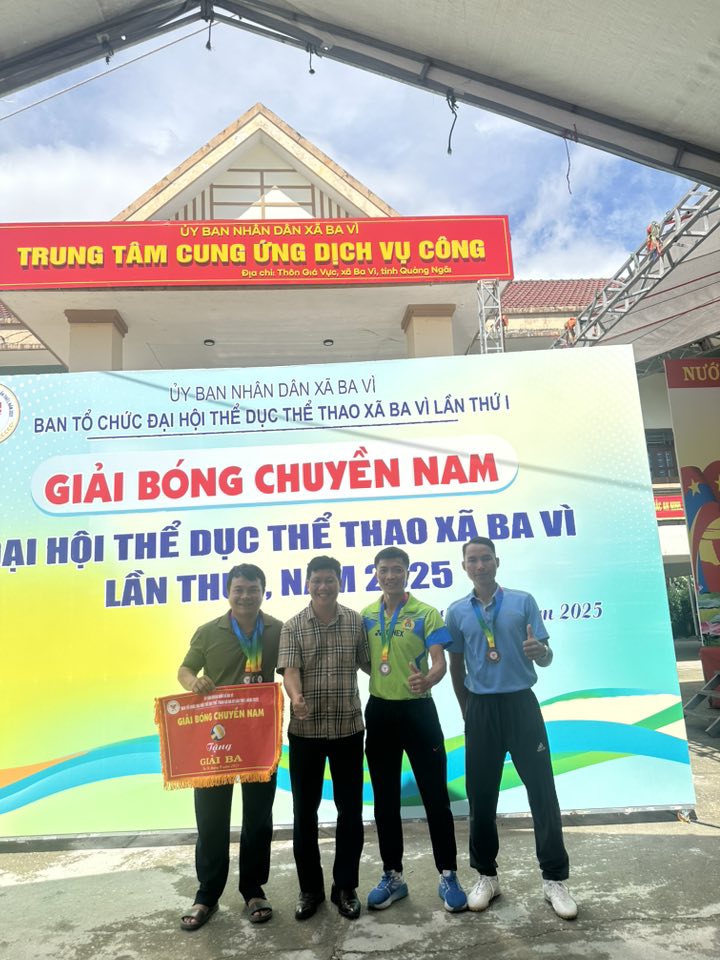 ỦY BAN NHÂN DÂN XÃ BA VÌ
TRUNG TÂM CUNG ỨNG DỊCH VỤ CÔNG
Địa chỉ: Thôn Giá Vực, xã Ba Vì, tỉnh Quảng Ngãi
ỦY BAN NHÂN DÂN XÃ BA VÌ
BAN TỔ CHỨC ĐẠI HỘI THỂ DỤC THỂ THAO XÃ BA VÌ LẦN THỨ I
GIẢI BÓNG CHUYỀN NAM
ẠI HỘI THỂ DỤC THỂ THAO XÃ BA VÌ
LẦN THỨ NĂM 2025
2025
NƯỚ
YONEX
GIẢI BÓNG CHUYỀN NAM
Tặng
GIẢI BA